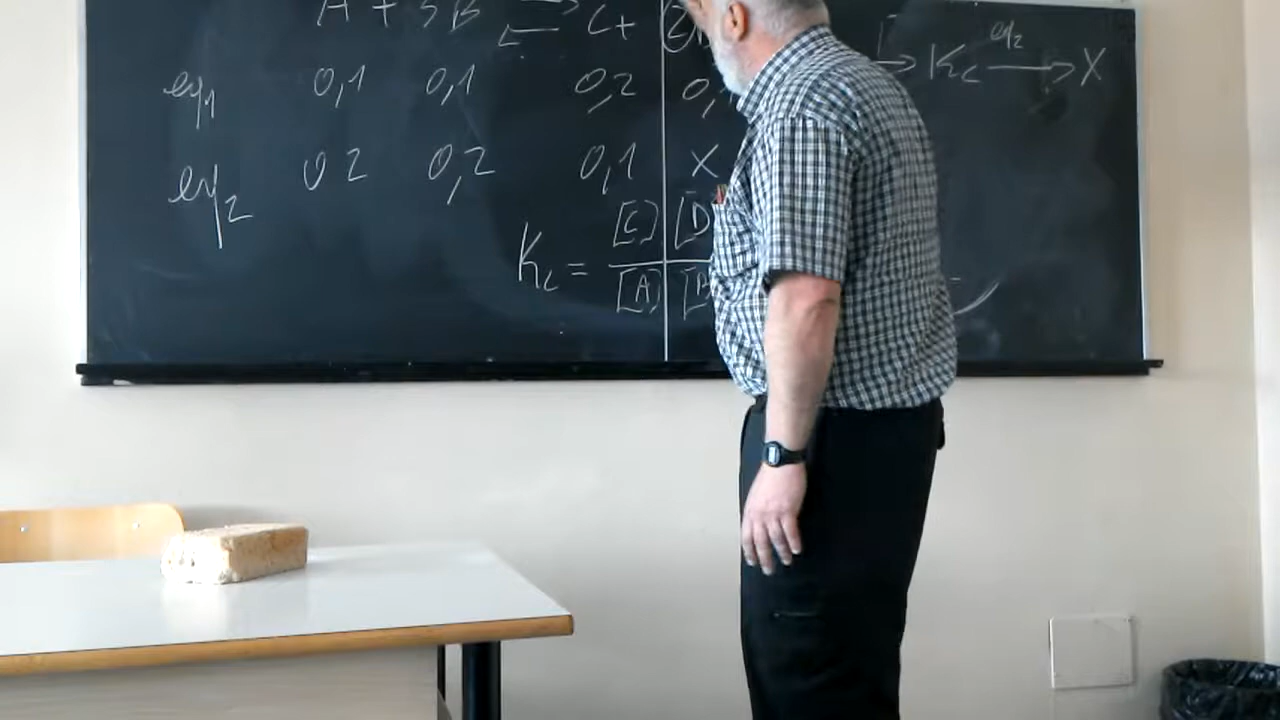 A + 3B ⇌ C +
→ Kc eq2 → X
eq1 0,1 0,1 0,2 0,
eq2 0 2 0,2 0,1 X
Kc = [C] [D
[A] [B